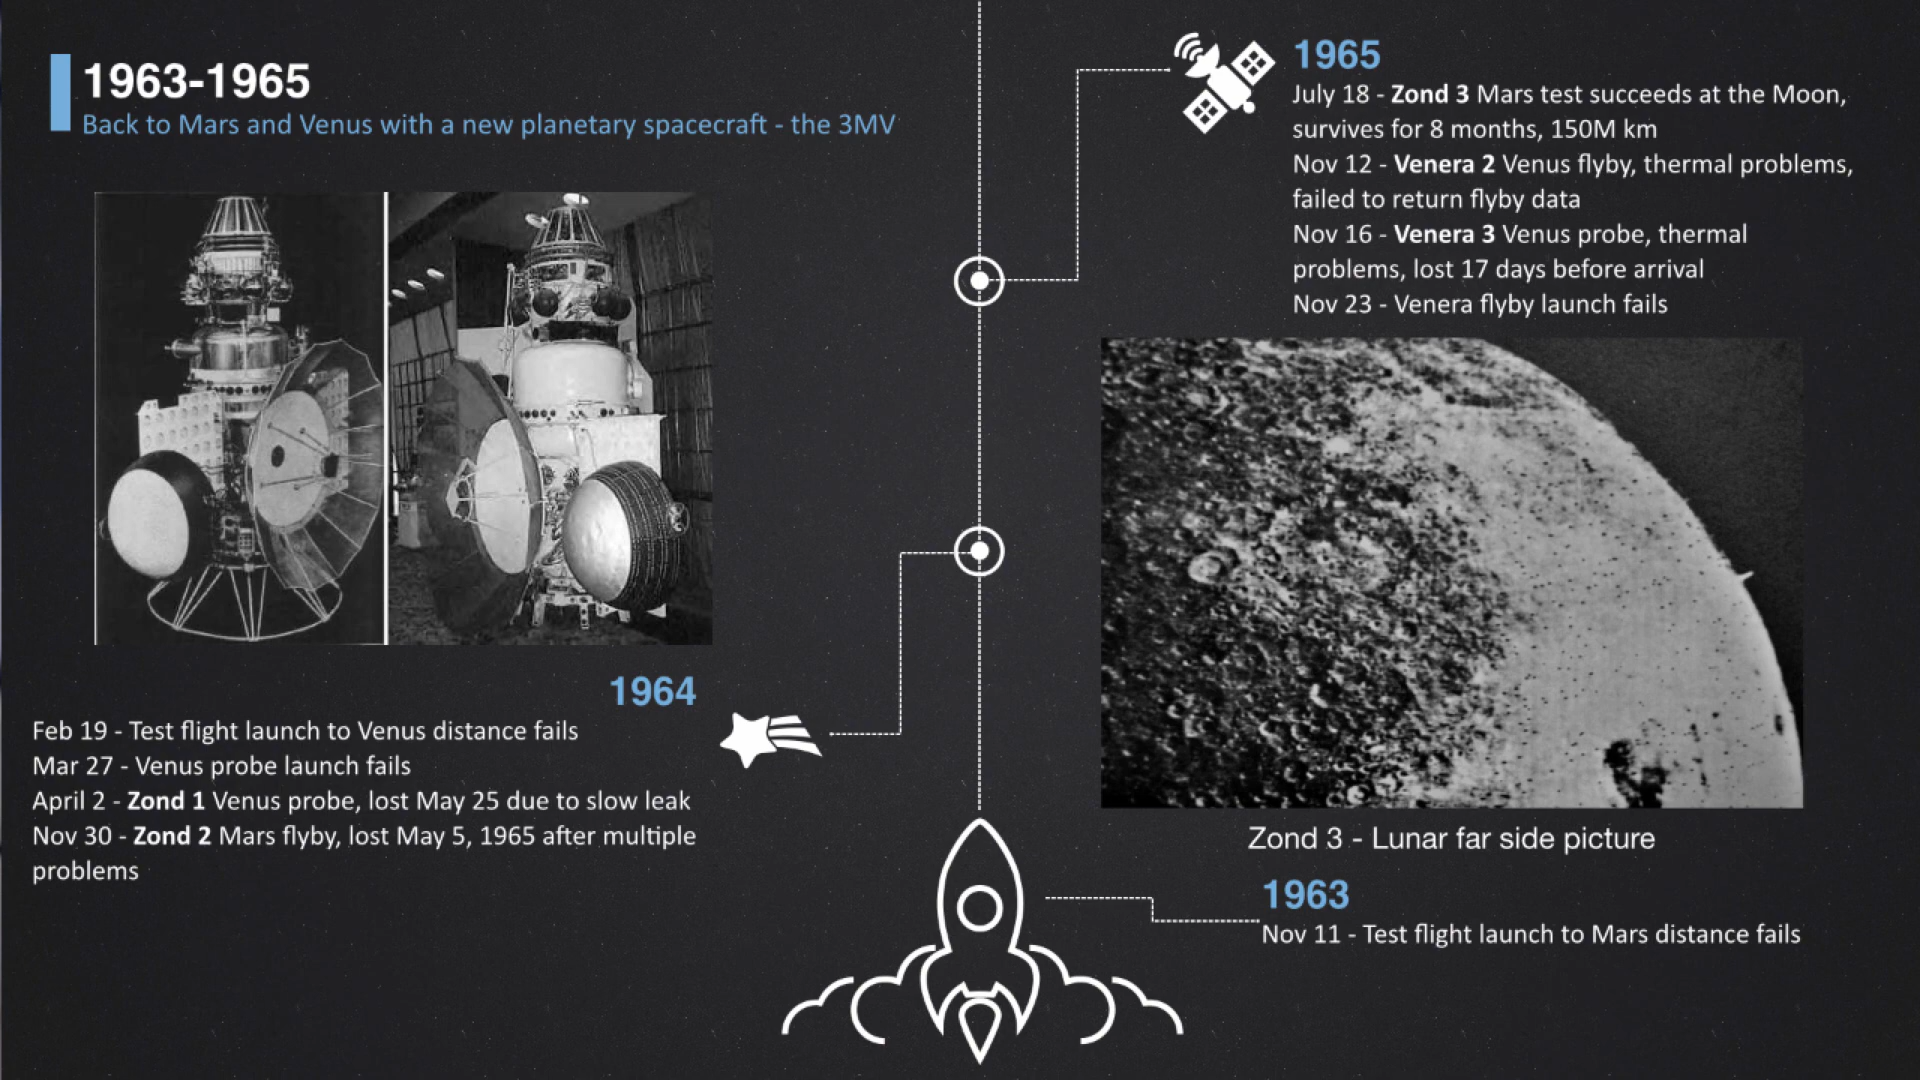 1963-1965
Back to Mars and Venus with a new planetary spacecraft - the 3MV
1965
July 18 - Zond 3 Mars test succeeds at the Moon,
survives for 8 months, 150M km
Nov 12 - Venera 2 Venus flyby, thermal problems,
failed to return flyby data
Nov 16 - Venera 3 Venus probe, thermal
problems, lost 17 days before arrival
Nov 23 - Venera flyby launch fails
1964
Feb 19 - Test flight launch to Venus distance fails
Mar 27 - Venus probe launch fails
April 2 - Zond 1 Venus probe, lost May 25 due to slow leak
Nov 30 - Zond 2 Mars flyby, lost May 5, 1965 after multiple
problems
Zond 3 - Lunar far side picture
1963
Nov 11 - Test flight launch to Mars distance fails